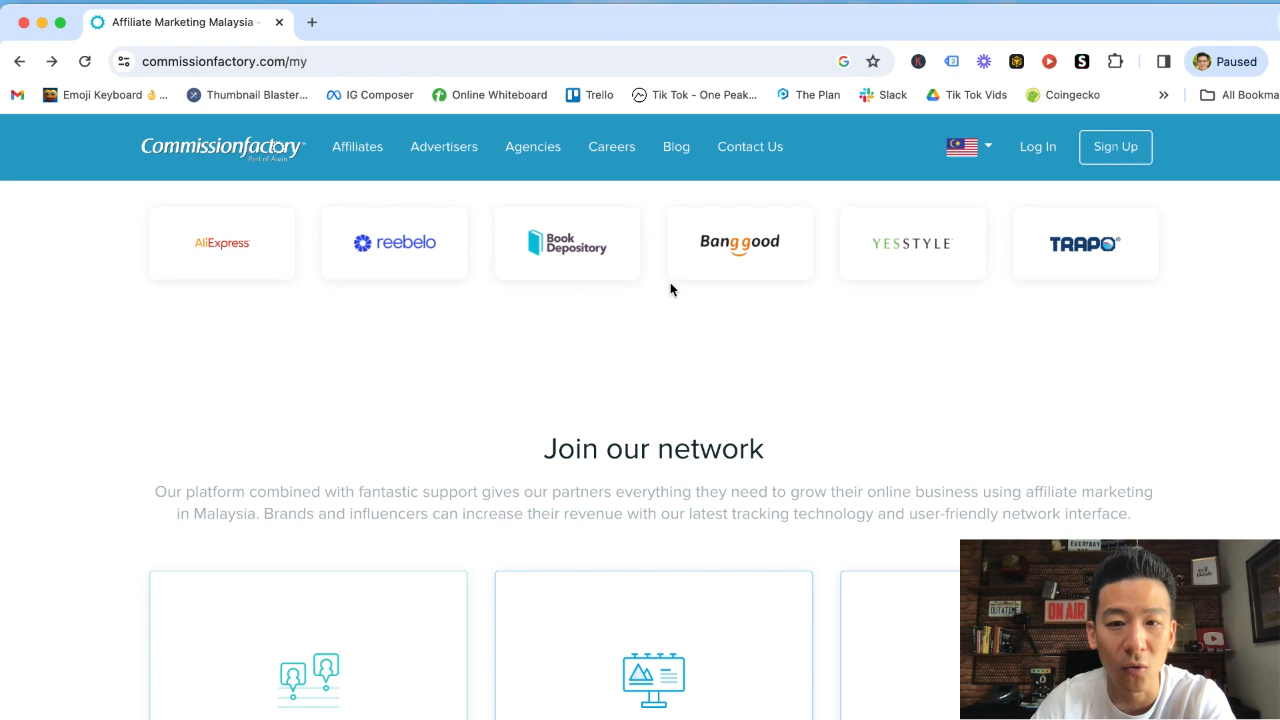 Affiliate Marketing Malaysia -
commissionfactory.com/my
Paused
Emoji Keyboard 👌 ...
Thumbnail Blaster...
IG Composer
Online Whiteboard
Trello
Tik Tok - One Peak...
The Plan
Slack
Tik Tok Vids
Coingecko
All Bookma
Commissionfactory
Part of Awin
Affiliates
Advertisers
Agencies
Careers
Blog
Contact Us
Log In
Sign Up
AliExpress
reebelo
Book
Depository
Banggood
YESSTYLE
TRAPO®
Join our network
Our platform combined with fantastic support gives our partners everything they need to grow their online business using affiliate marketing
in Malaysia. Brands and influencers can increase their revenue with our latest tracking technology and user-friendly network interface.
EVERYDAY
OUTATIME
ON AIR